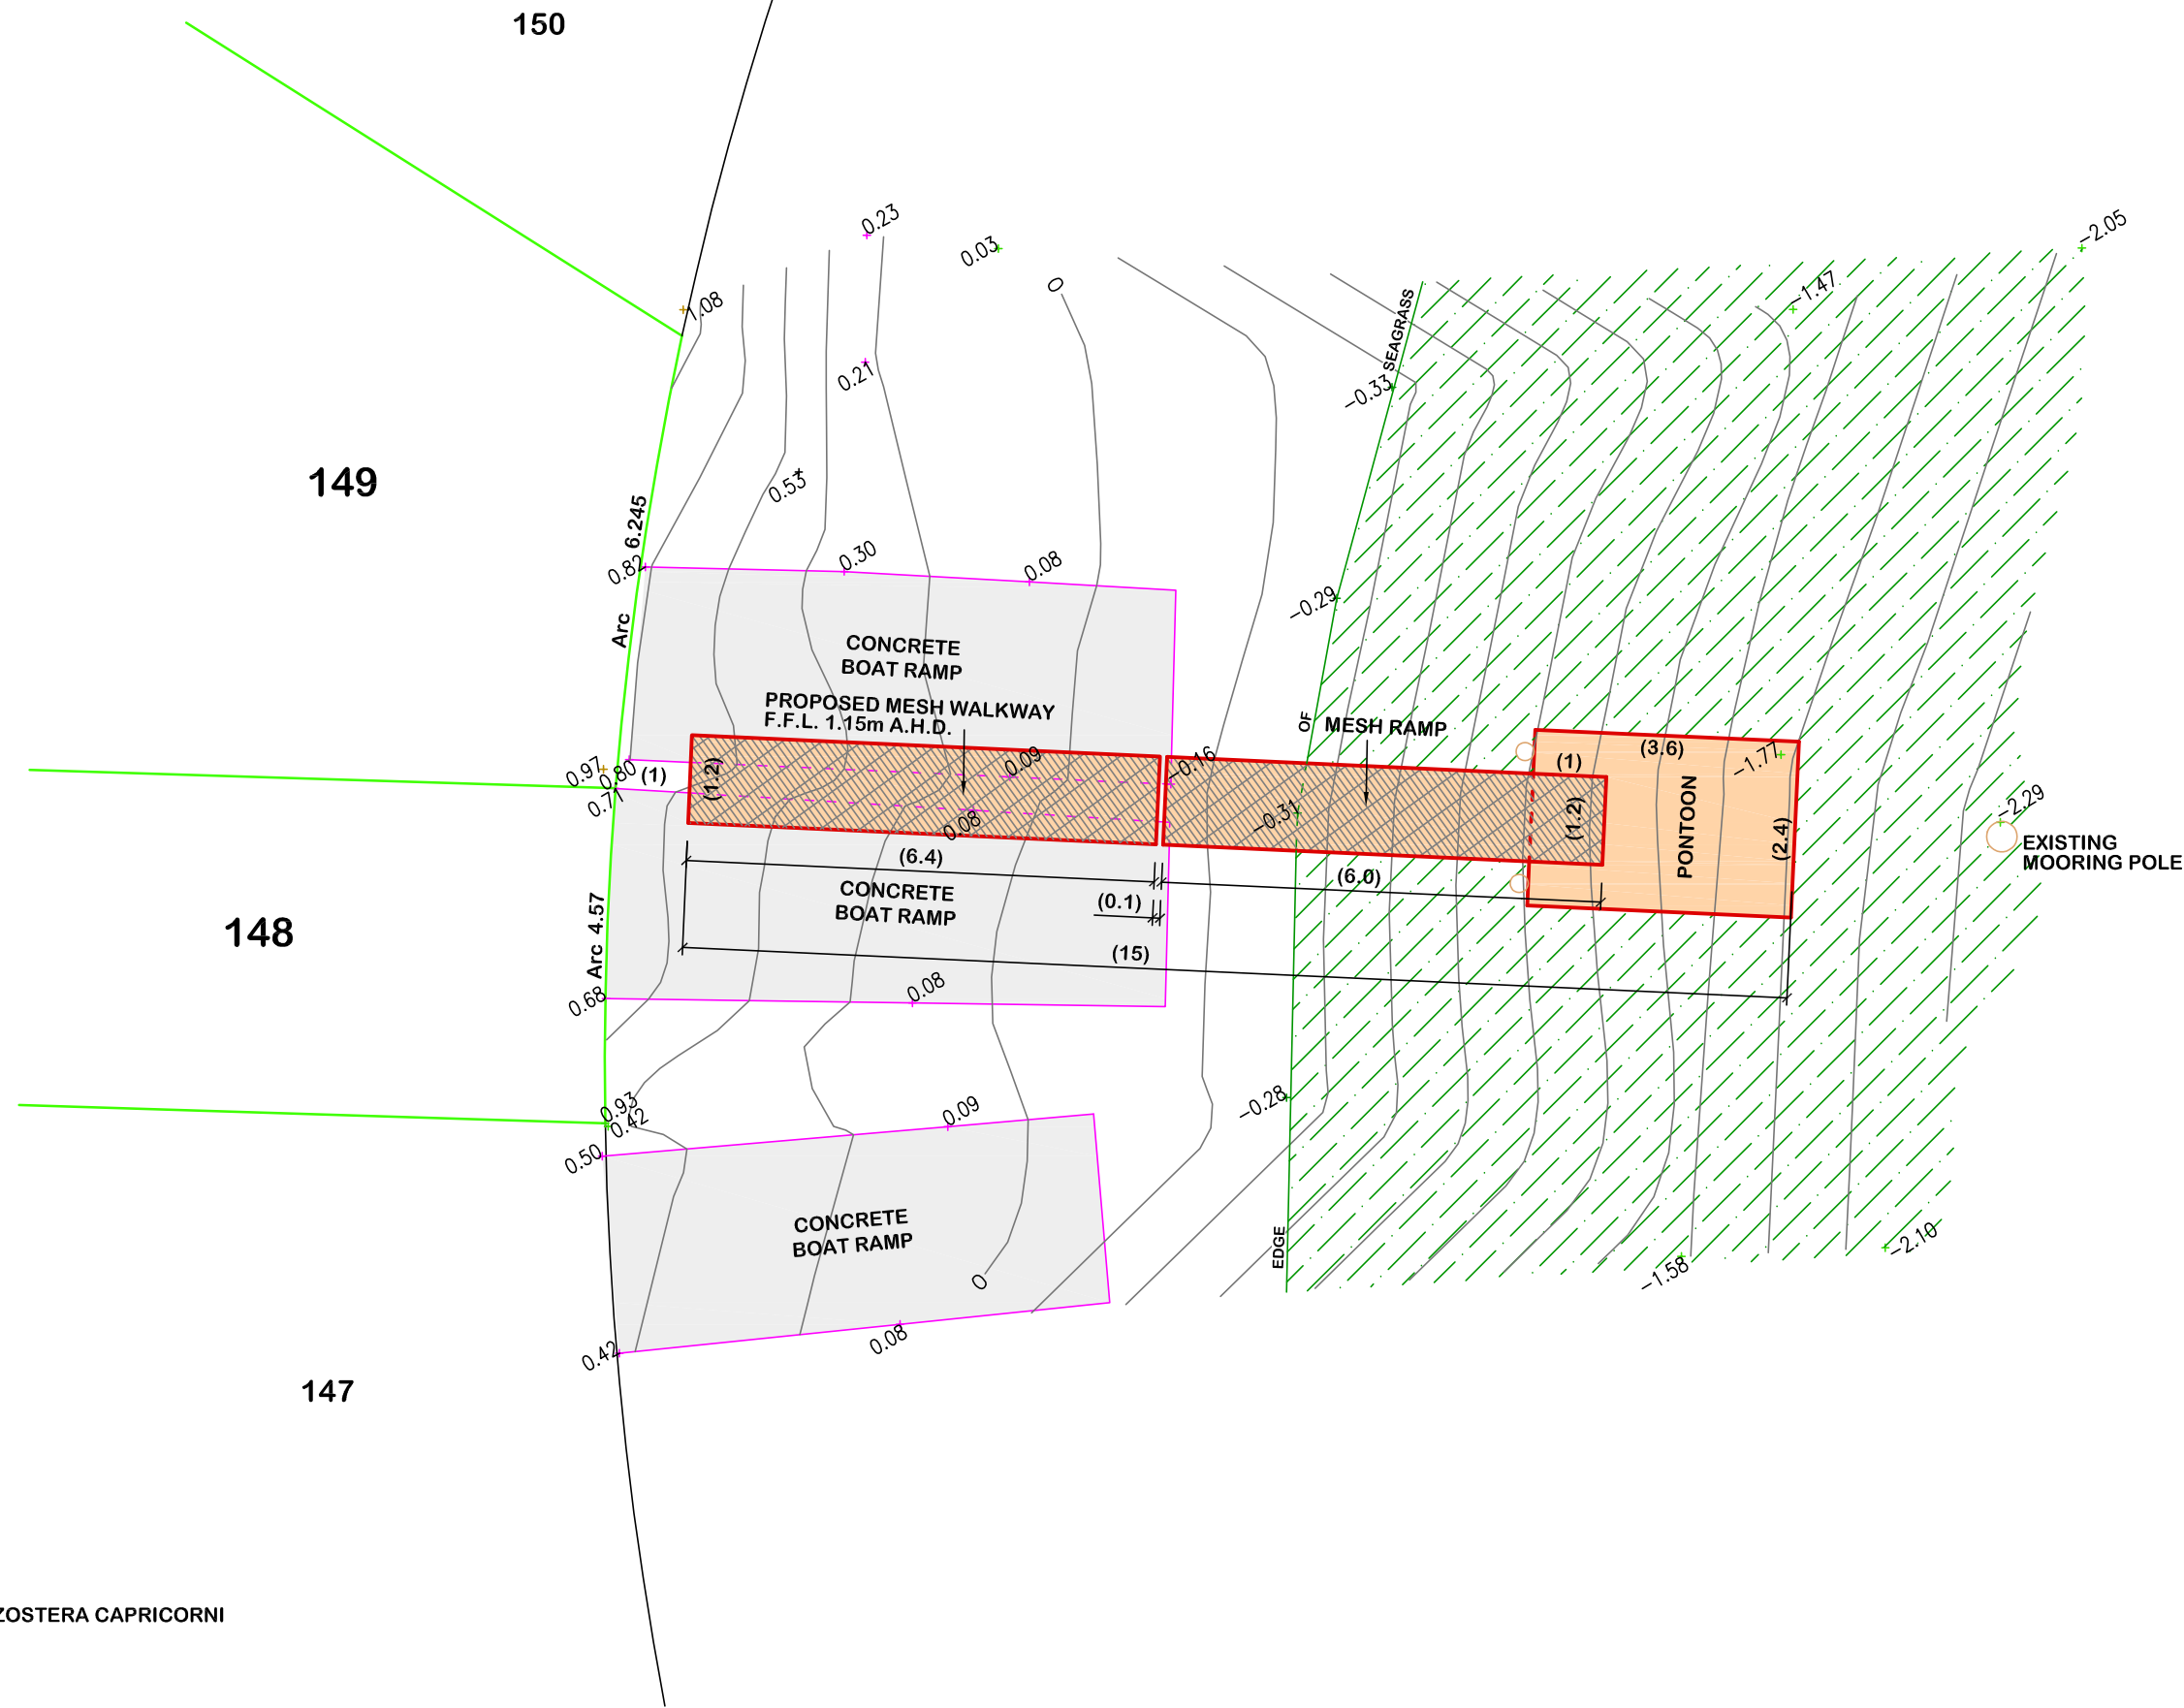 150
0.23
0.03
0
-2.05
-1.47
1.08
SEAGRASS
0.21
-0.33
149
0.53
6.245
Arc
0.82
0.30
0.08
-0.29
CONCRETE
BOAT RAMP
PROPOSED MESH WALKWAY
F.F.L. 1.15m A.H.D.
OF
MESH RAMP
0.97
0.80
0.71
(1)
(1.2)
0.09
-0.16
(1)
(3.6)
-1.77
0.08
-0.31
(1.2)
PONTOON
(2.4)
-2.29
EXISTING
MOORING POLE
(6.4)
(6.0)
CONCRETE
BOAT RAMP
(0.1)
(15)
148
Arc 4.57
0.68
0.08
0.93
0.42
0.09
-0.28
0.50
CONCRETE
BOAT RAMP
EDGE
0
-1.58
-2.10
0.42
0.08
147
ZOSTERA CAPRICORNI